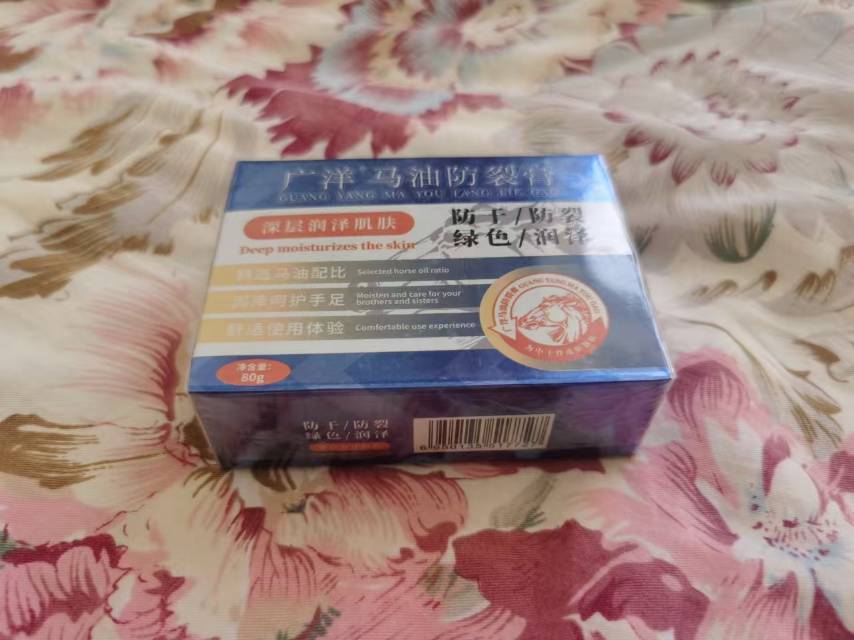 广洋 马油防裂膏
GUANG YANG MA YOU FANG LIE GAO
深层润泽肌肤
Deep moisturizes the skin
防干/防裂
绿色/润泽
精选马油配比 Selected horse oil ratio
润泽呵护手足 Moisten and care for your brothers and sisters
舒适使用体验 Comfortable use experience
净含量:
80g
防干/防裂
绿色/润泽